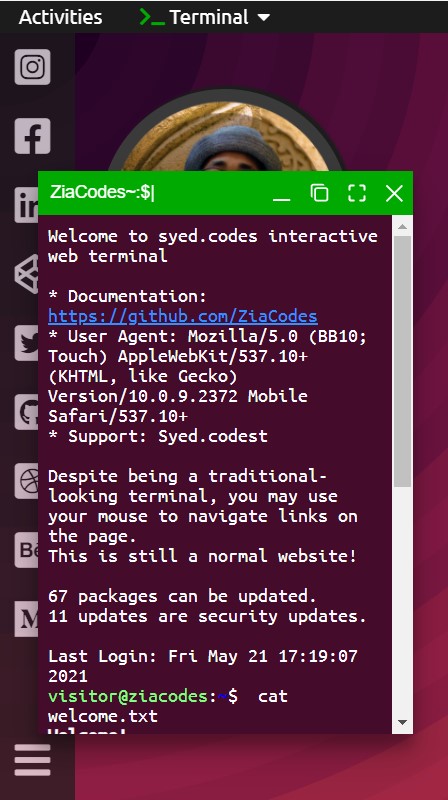 Activities
>_ Terminal
ZiaCodes~:$|
Welcome to syed.codes interactive
web terminal
* Documentation:
https://github.com/ZiaCodes
* User Agent: Mozilla/5.0 (BB10;
Touch) AppleWebKit/537.10+
(KHTML, like Gecko)
Version/10.0.9.2372 Mobile
Safari/537.10+
* Support: Syed.codest
Despite being a traditional-
looking terminal, you may use
your mouse to navigate links on
the page.
This is still a normal website!
67 packages can be updated.
11 updates are security updates.
Last Login: Fri May 21 17:19:07
2021
visitor@ziacodes:~$ cat
welcome.txt
Welcome!